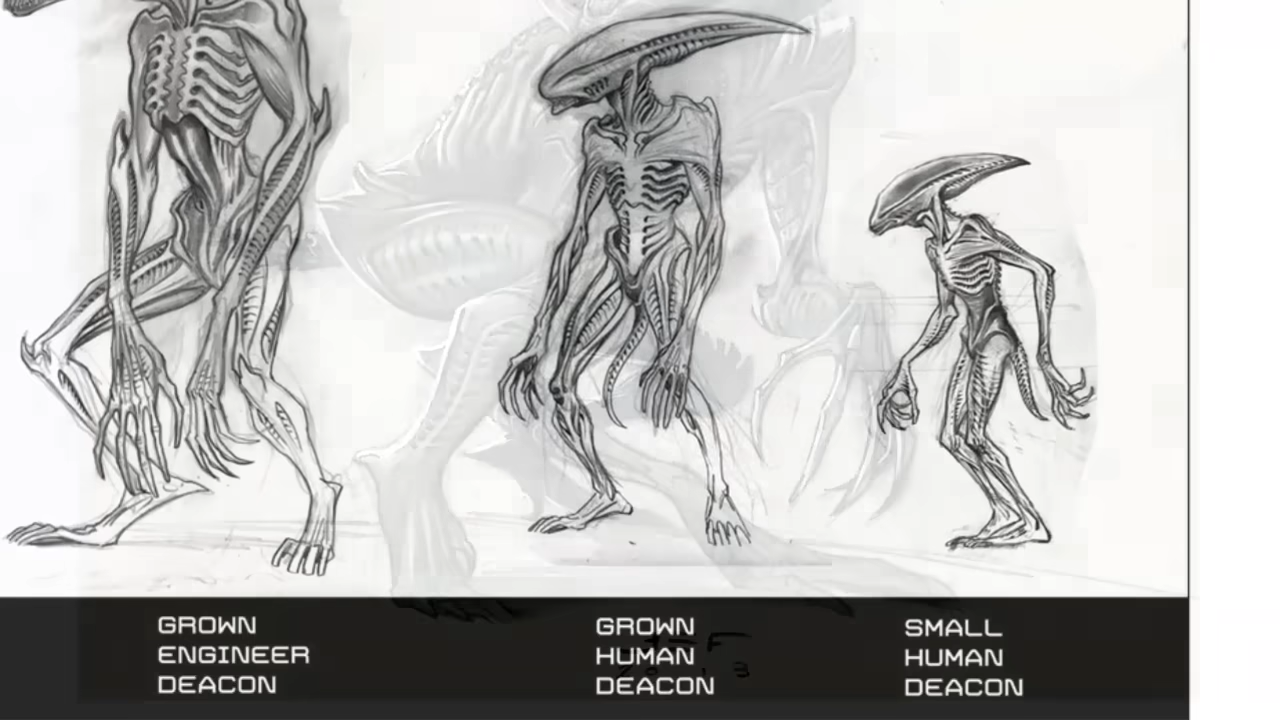 GROWN
ENGINEER
DEACON
GROWN
HUMAN
DEACON
SMALL
HUMAN
DEACON